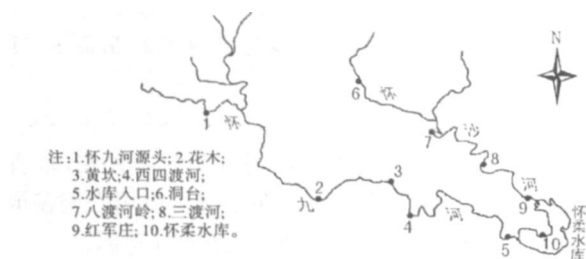 N
6
怀
1
怀
7
沙
8
注:1.怀九河源头;2.花木;
3.黄坎;4.西四渡河;
5.水库入口;6.洞台;
7.八渡河岭;8.三渡河;
9.红军庄;10.怀柔水库。
3
2
九
4
河
河
9
5
10
怀柔水库